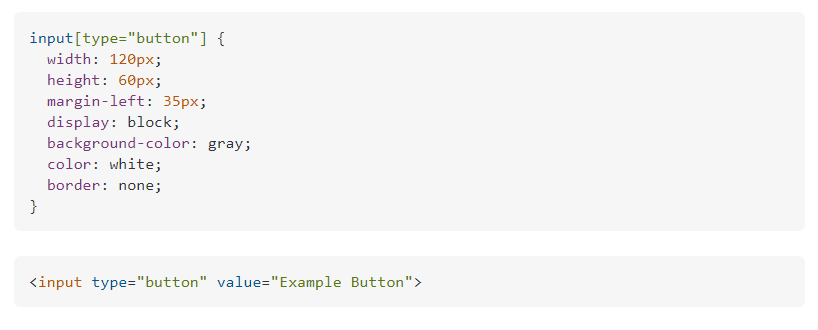 input[type="button"] {
  width: 120px;
  height: 60px;
  margin-left: 35px;
  display: block;
  background-color: gray;
  color: white;
  border: none;
}
<input type="button" value="Example Button">